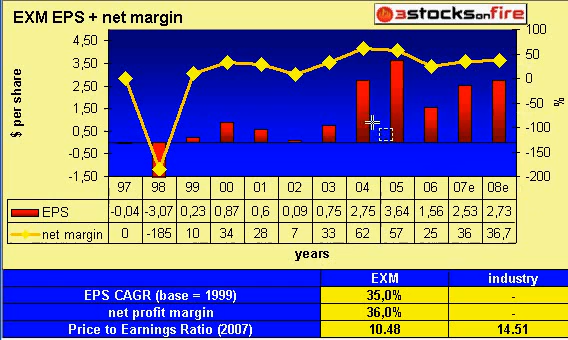 EXM EPS + net margin
3stocksonfire
4,50 100
3,50 50
2,50 0
1,50 -50
0,50 -100
-0,50 -150
-1,50 -200
$ per share
%
97 98 99 00 01 02 03 04 05 06 07e 08e
EPS -0,04 -3,07 0,23 0,87 0,6 0,09 0,75 2,75 3,64 1,56 2,53 2,73
net margin 0 -185 10 34 28 7 33 62 57 25 36 36,7
years
EXM industry
EPS CAGR (base = 1999) 35,0% -
net profit margin 36,0% -
Price to Earnings Ratio (2007) 10.48 14.51